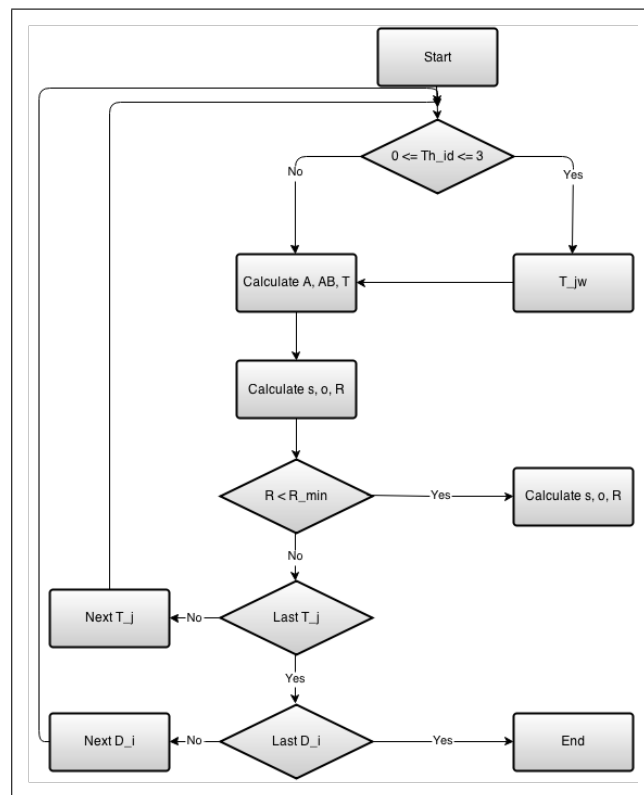 Start
0 <= Th_id <= 3
No
Yes
Calculate A, AB, T
T_jw
Calculate s, o, R
R < R_min
Yes
Calculate s, o, R
No
Next T_j
No
Last T_j
Yes
Next D_i
No
Last D_i
Yes
End